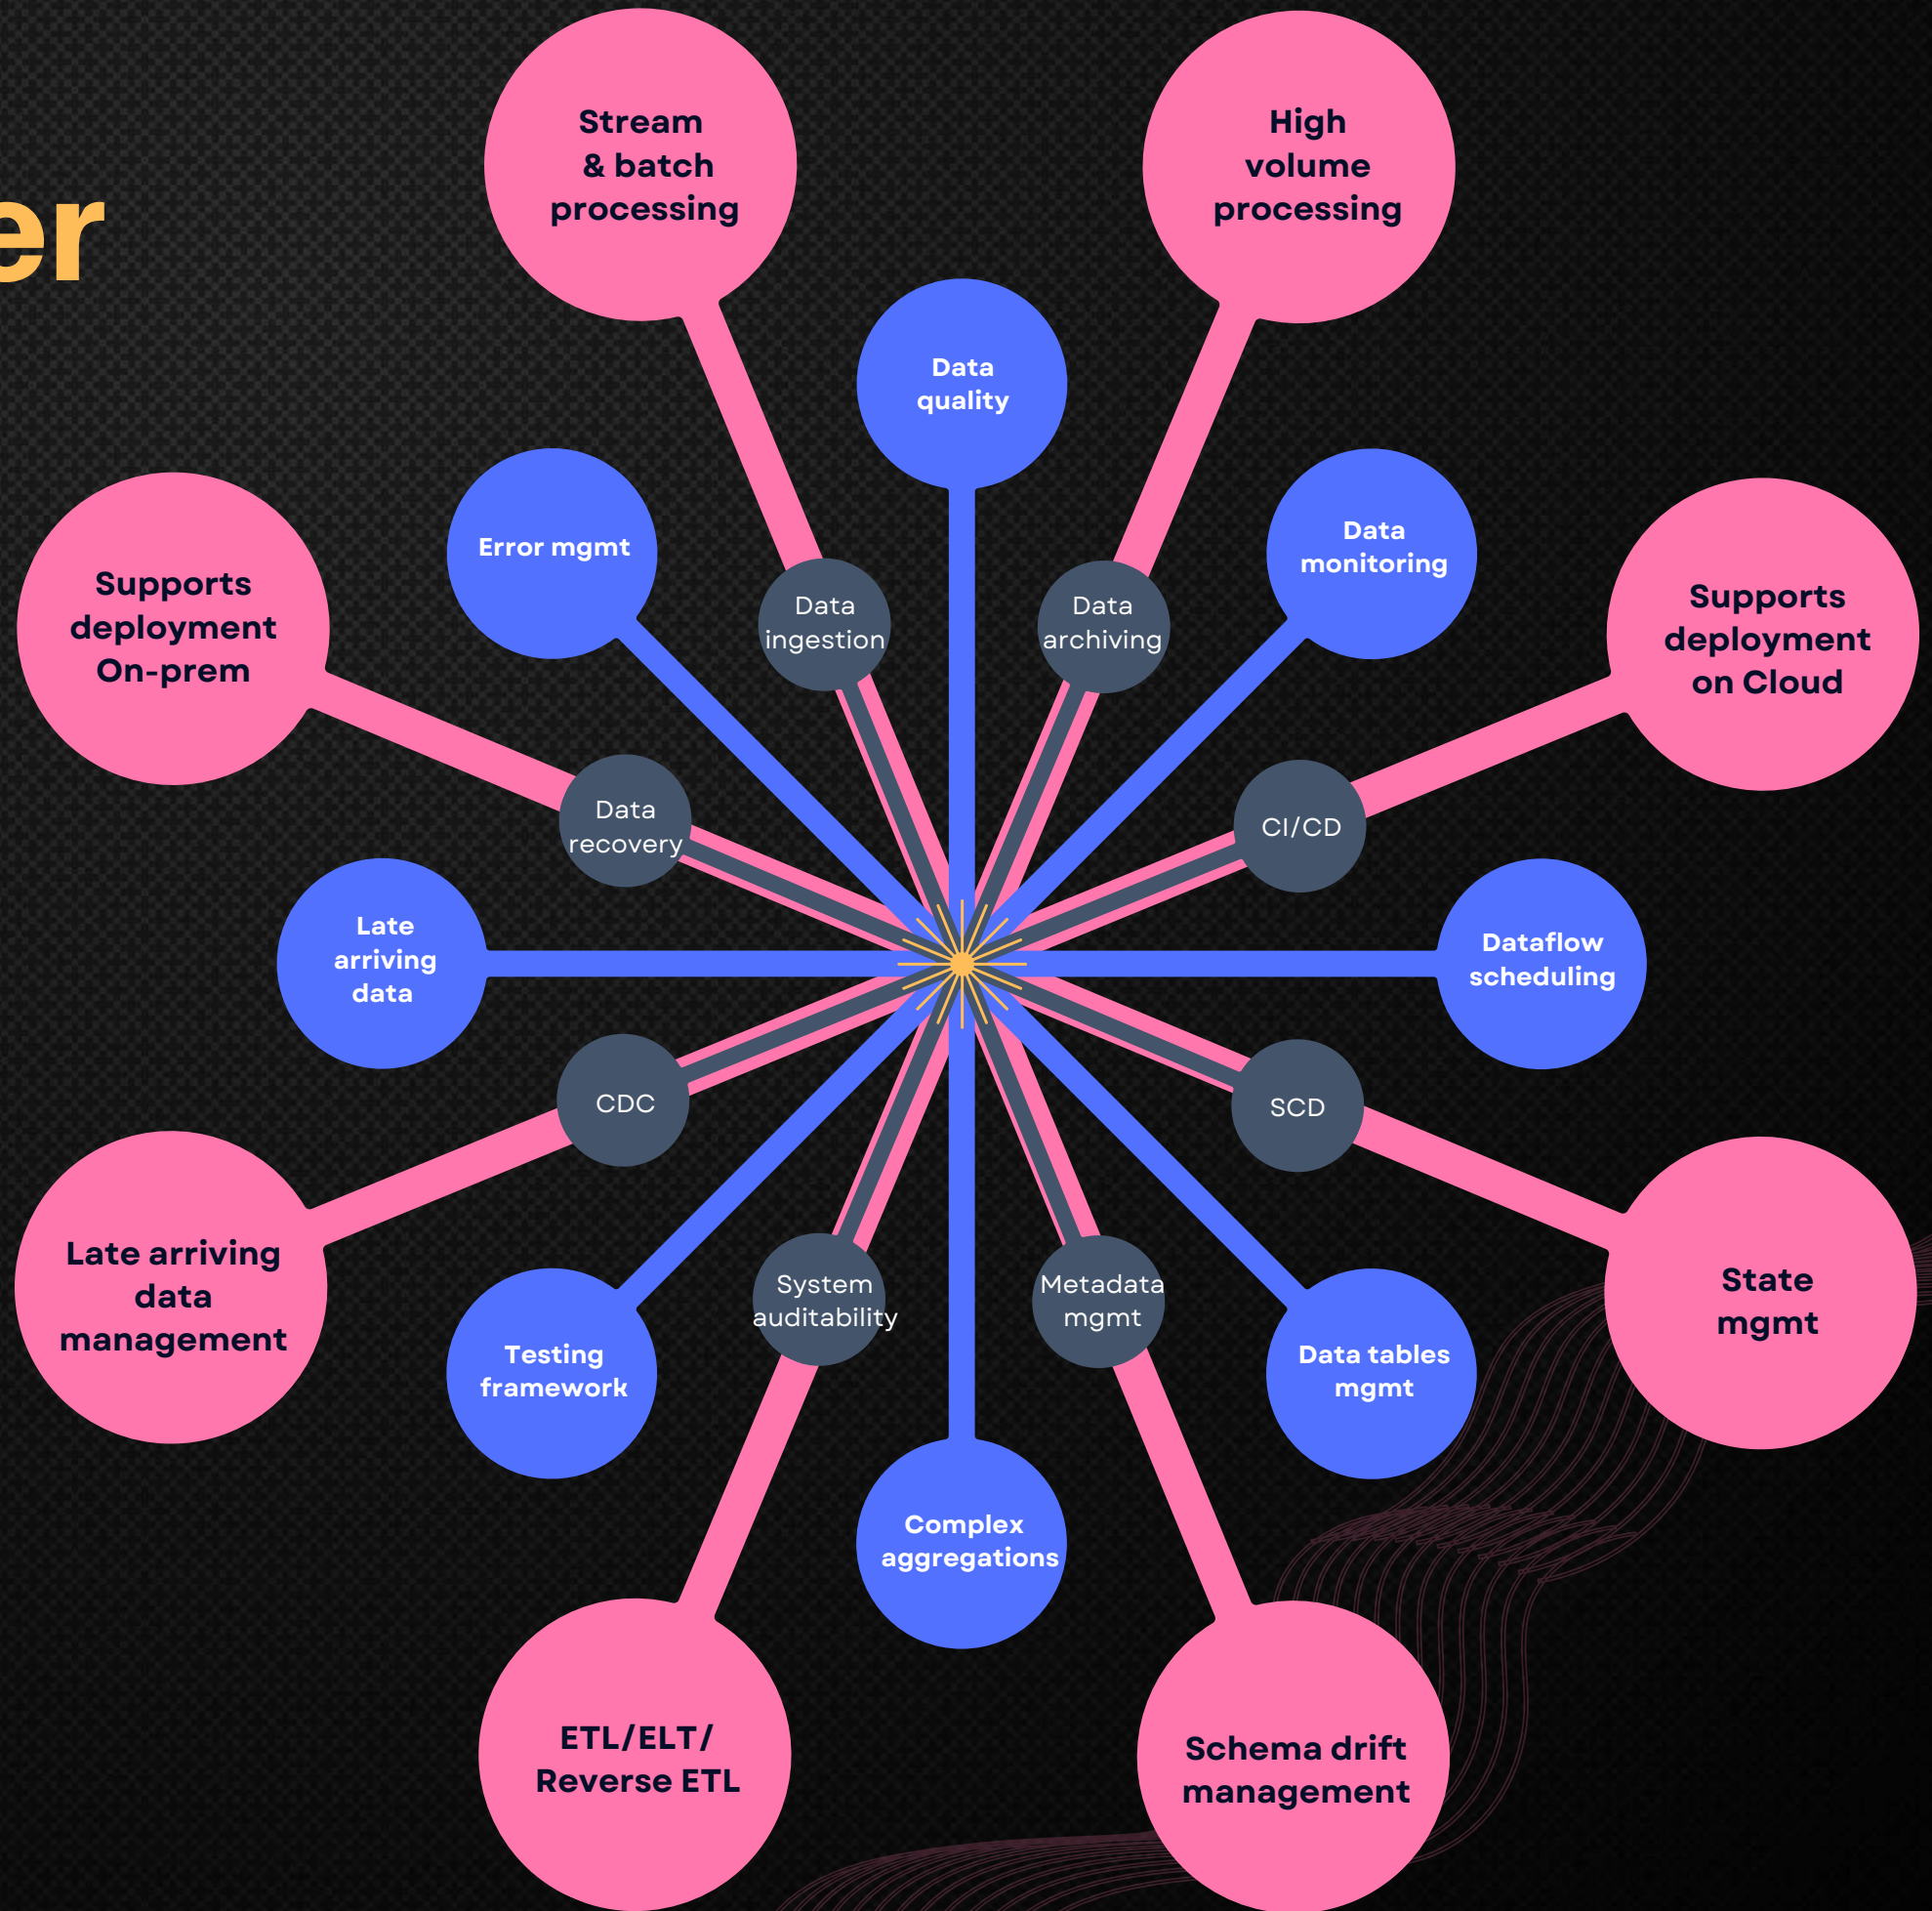 er
Stream
& batch
processing
High
volume
processing
Data
quality
Error mgmt
Data
monitoring
Supports
deployment
On-prem
Data
ingestion
Data
archiving
Supports
deployment
on Cloud
Data
recovery
CI/CD
Late
arriving
data
Dataflow
scheduling
CDC
SCD
Late arriving
data
management
System
auditability
Metadata
mgmt
State
mgmt
Testing
framework
Data tables
mgmt
Complex
aggregations
ETL/ELT/
Reverse ETL
Schema drift
management